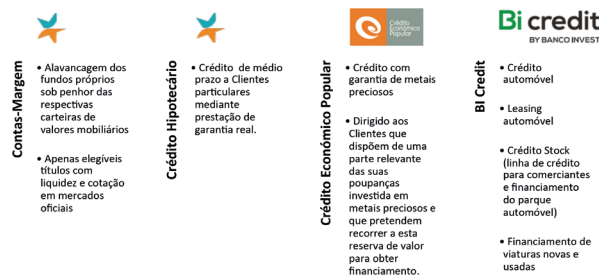 Contas-Margem
• Alavancagem dos
fundos próprios
sob penhor das
respectivas
carteiras de
valores mobiliários
• Apenas elegíveis
títulos com
liquidez e cotação
em mercados
oficiais
Crédito Hipotecário
• Crédito de médio
prazo a Clientes
particulares
mediante
prestação de
garantia real.
Crédito
Económico
Popular
Crédito Económico Popular
• Crédito com
garantia de metais
preciosos
• Dirigido aos
Clientes que
dispõem de uma
parte relevante
das suas
poupanças
investida em
metais preciosos e
que pretendem
recorrer a esta
reserva de valor
para obter
financiamento.
Bi credit
BY BANCO INVEST
BI Credit
• Crédito
automóvel
• Leasing
automóvel
• Crédito Stock
(linha de crédito
para comerciantes
e financiamento
do parque
automóvel)
• Financiamento de
viaturas novas e
usadas